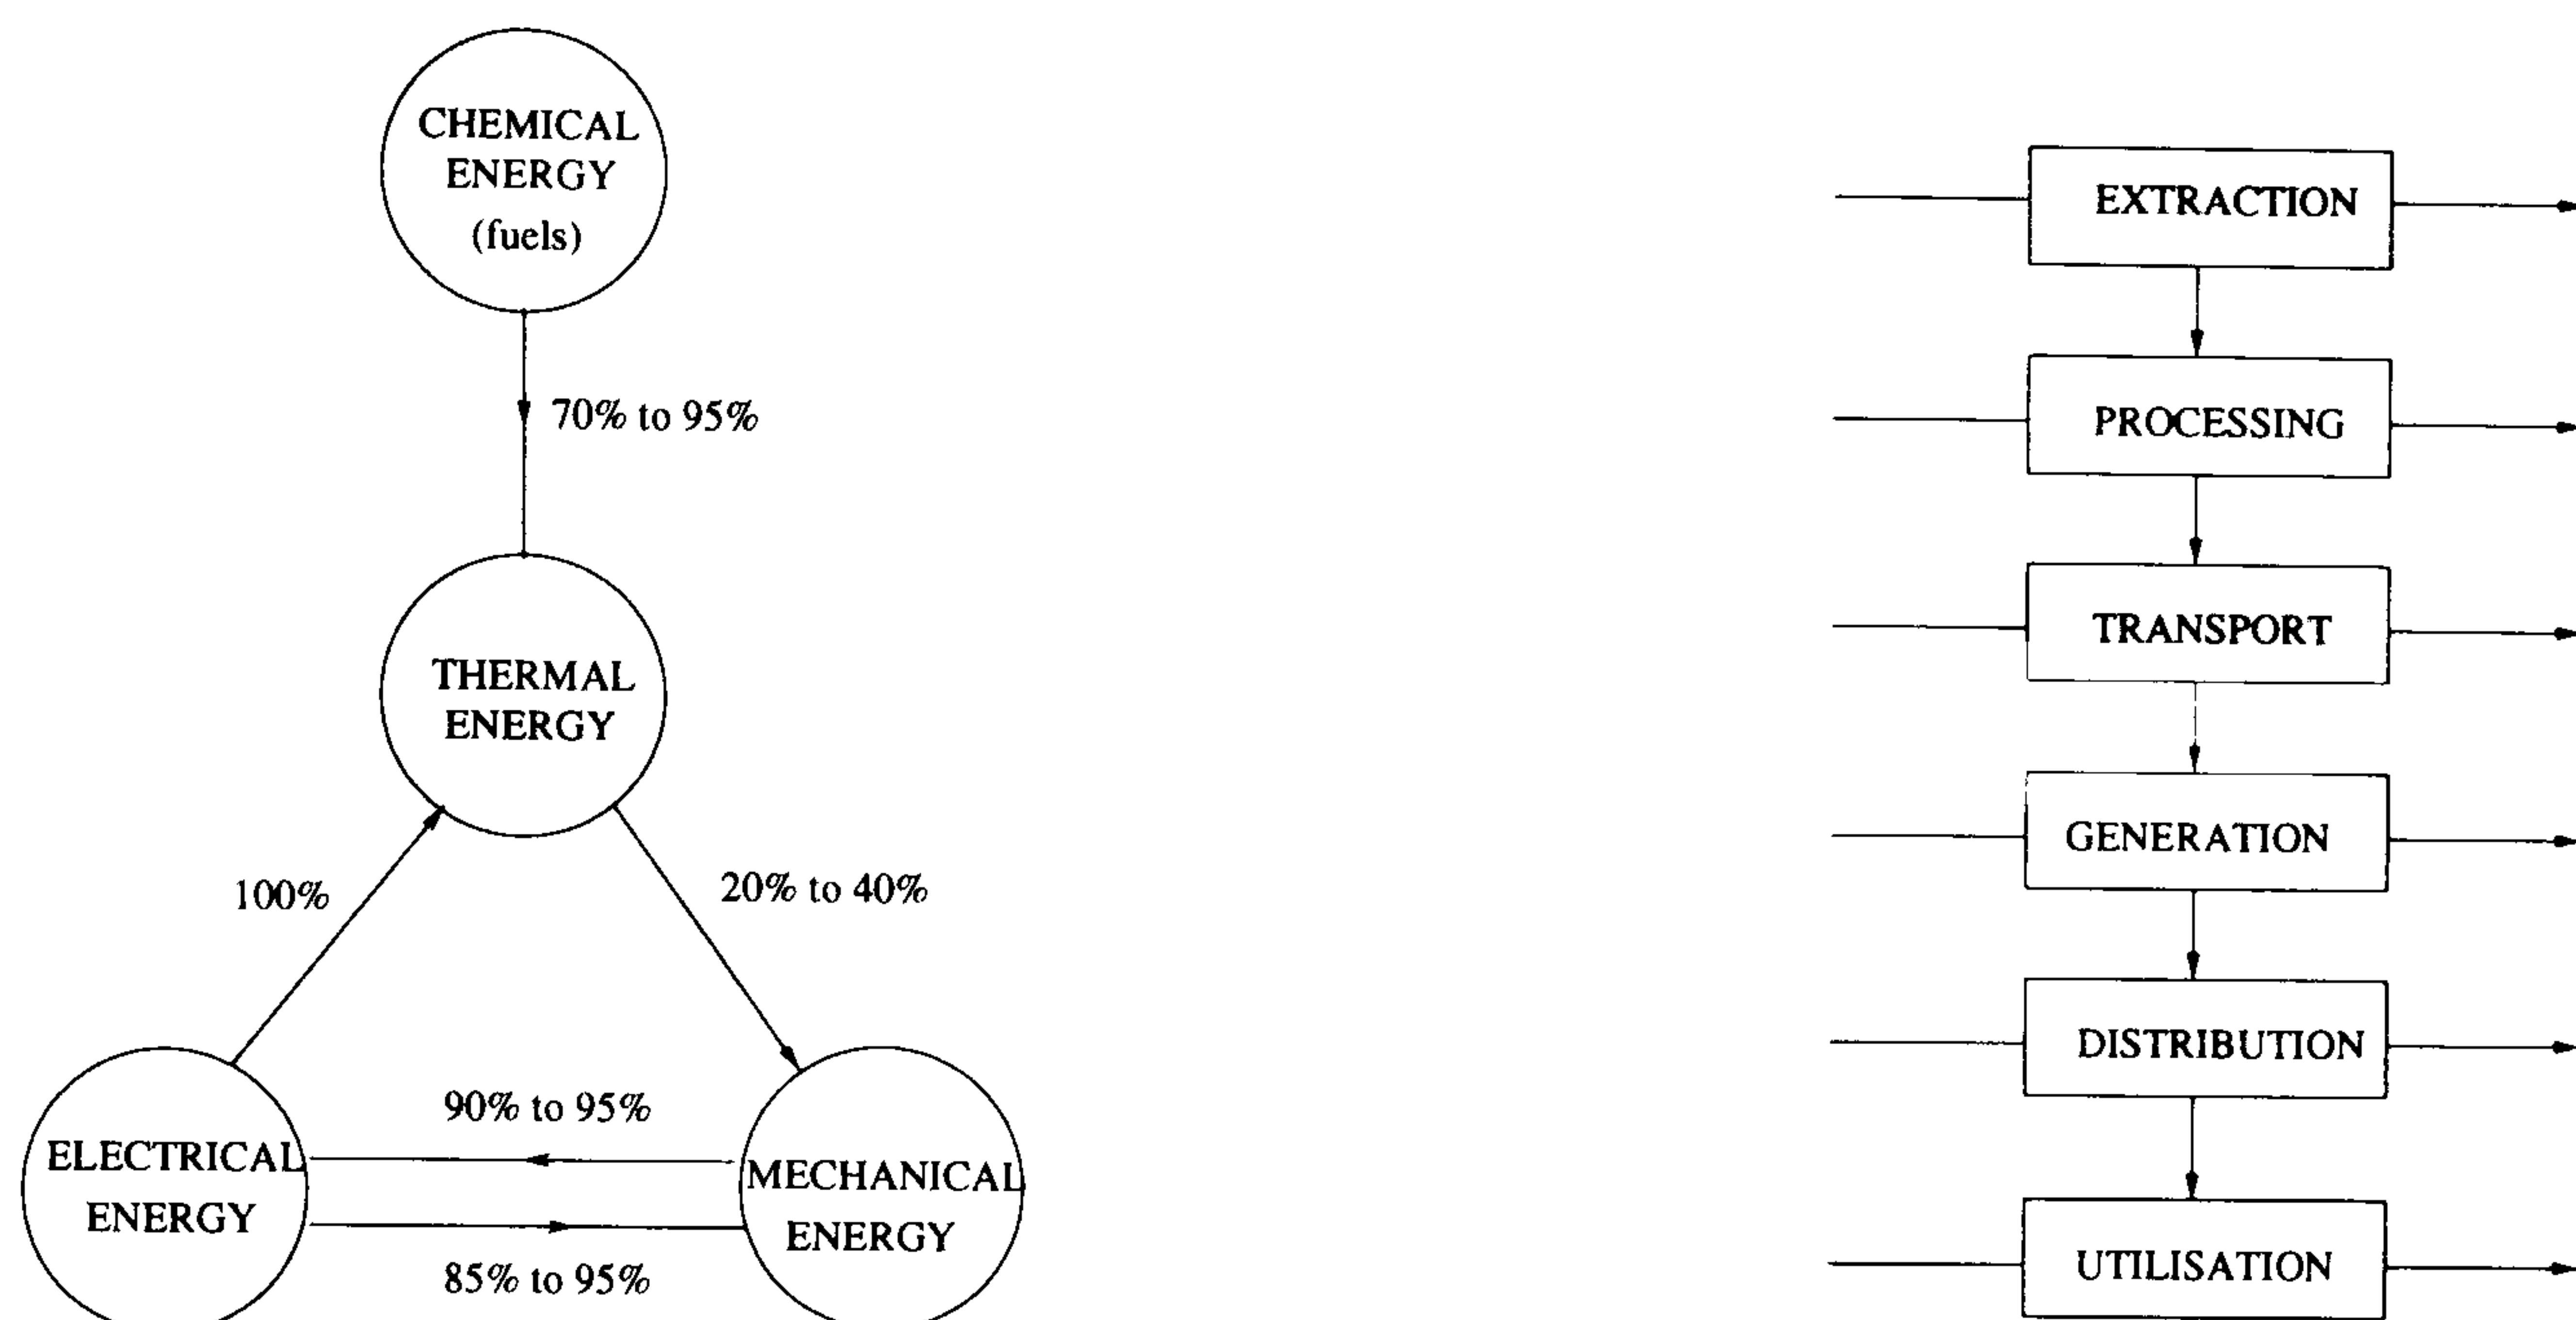 CHEMICAL
ENERGY
(fuels)
70% to 95%
THERMAL
ENERGY
100%
20% to 40%
90% to 95%
ELECTRICAL
ENERGY
MECHANICAL
ENERGY
85% to 95%
EXTRACTION
PROCESSING
TRANSPORT
GENERATION
DISTRIBUTION
UTILISATION